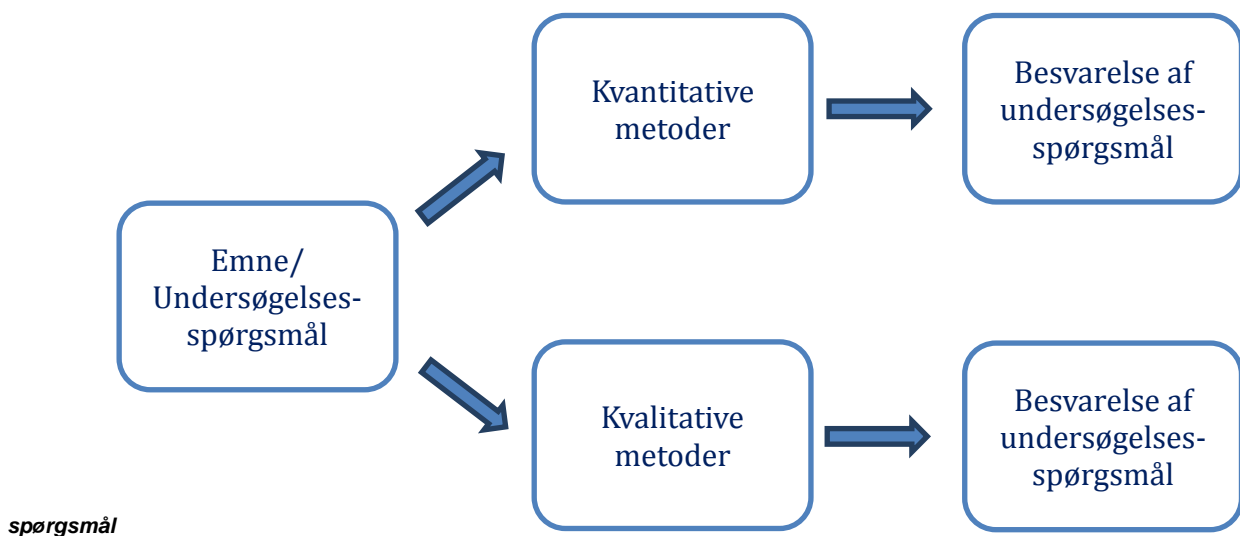 Emne/
Undersøgelses-
spørgsmål
Kvantitative
metoder
Besvarelse af
undersøgelses-
spørgsmål
Kvalitative
metoder
Besvarelse af
undersøgelses-
spørgsmål
spørgsmål